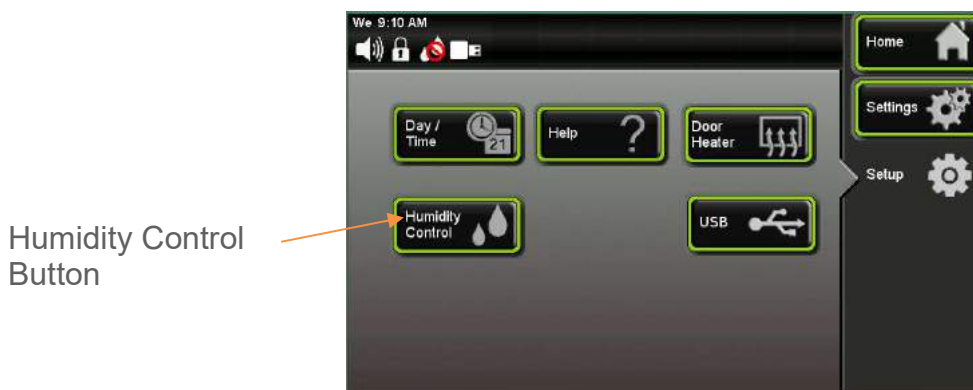 We 9:10 AM
Home
Settings
Setup
Day /
Time
21
Help
?
Door
Heater
Humidity
Control
USB
Humidity Control
Button